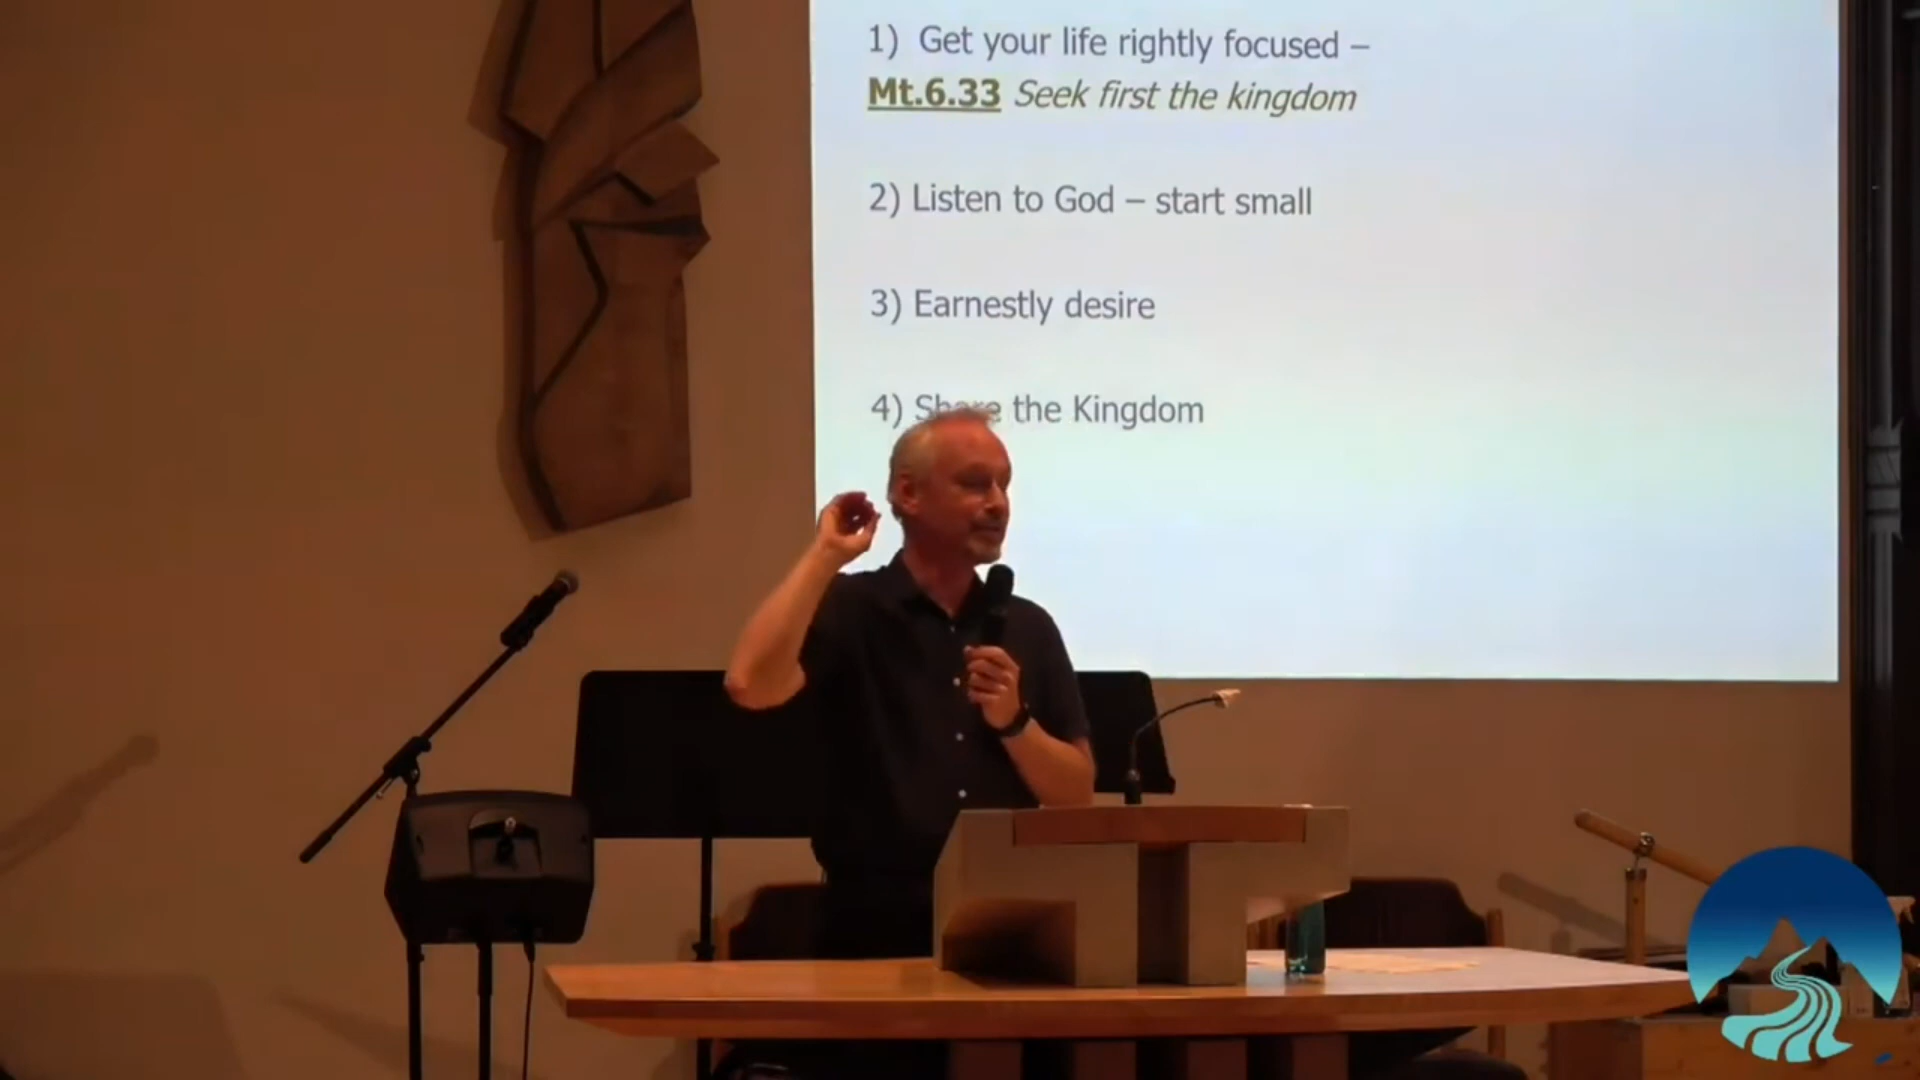 1) Get your life rightly focused –
Mt.6.33 Seek first the kingdom
2) Listen to God – start small
3) Earnestly desire
4) Share the Kingdom